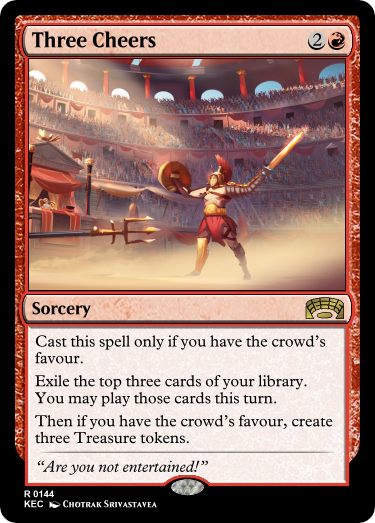 Three Cheers 2
Sorcery
Cast this spell only if you have the crowd's
favour.
Exile the top three cards of your library.
You may play those cards this turn.
Then if you have the crowd's favour, create
three Treasure tokens.
“Are you not entertained!”
R 0144
KEC Chotrak Srivastavea